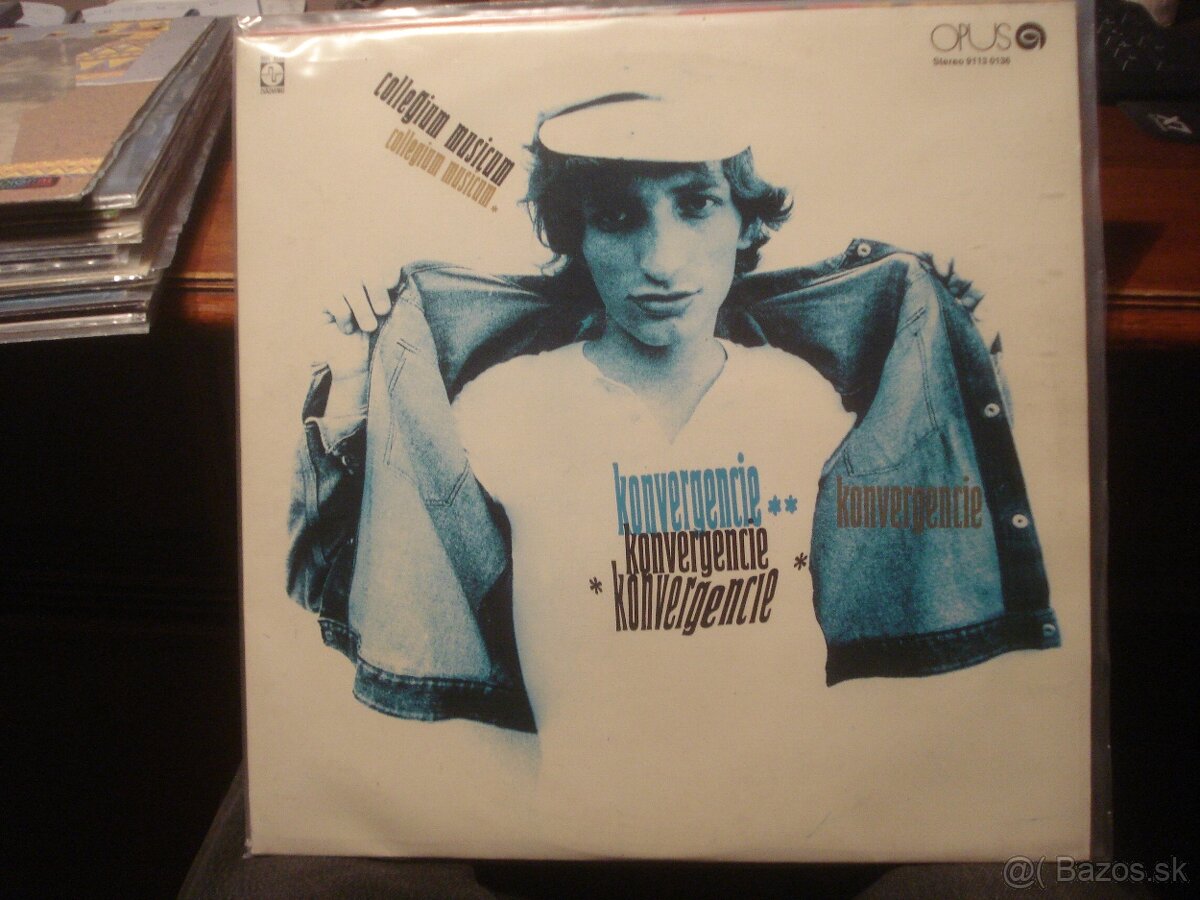 OPUS
Stereo 9113 0136
collegium musicum
collegium musicum*
konvergencie**
konvergencie
konvergencie*
*konvergencie
@( Bazos.sk